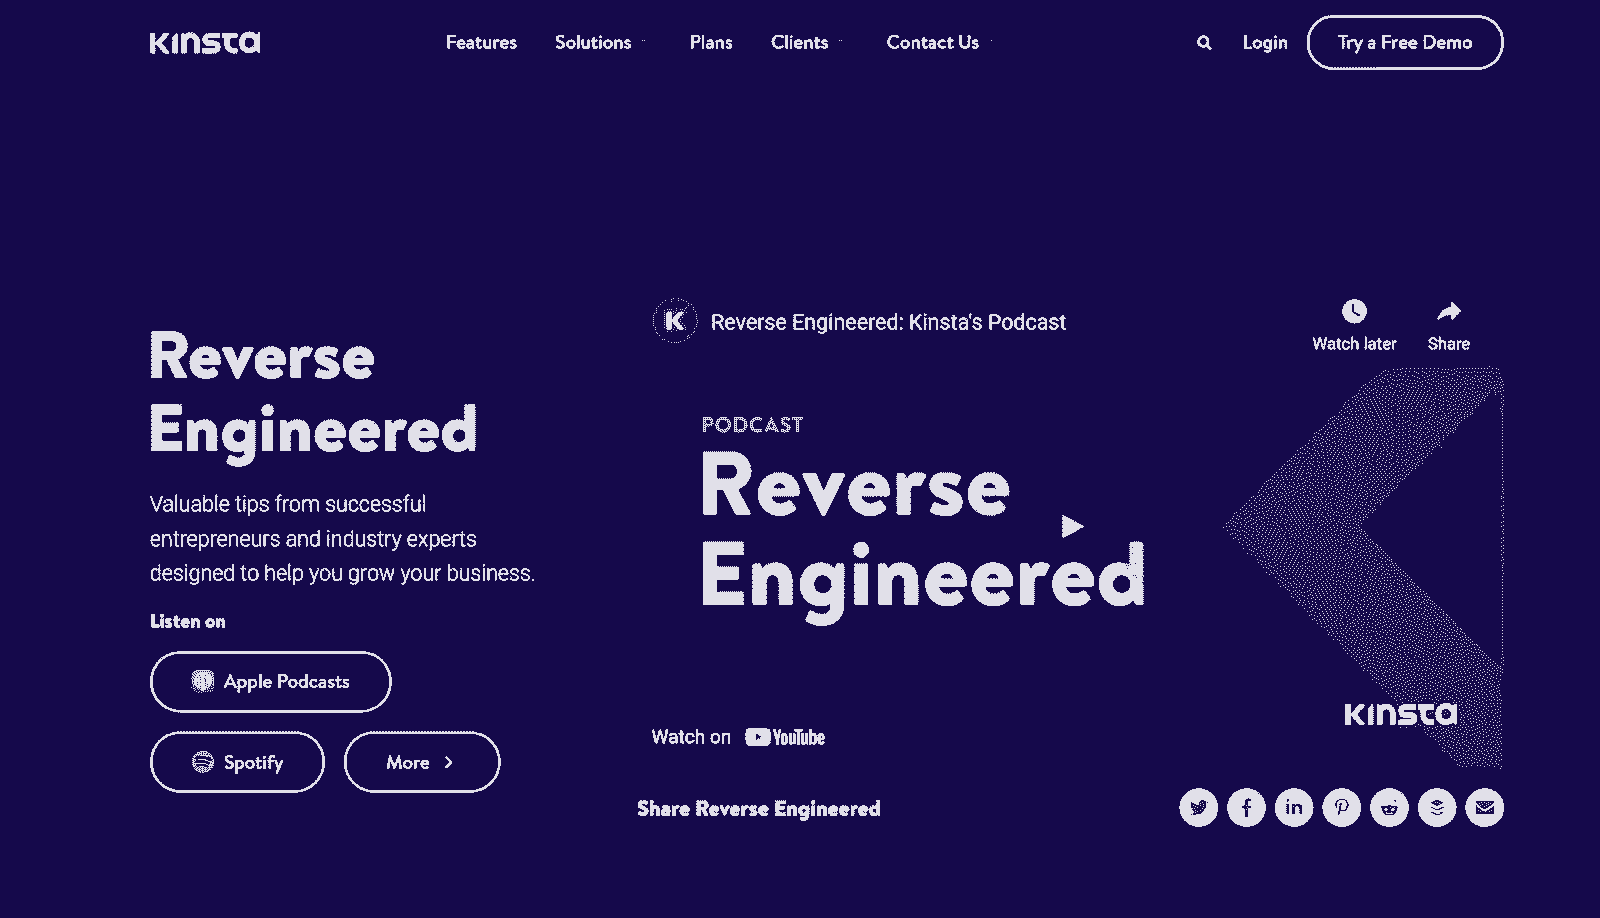 Kinsta Features Solutions Plans Clients Contact Us Login Try a Free Demo
Reverse
Engineered
Valuable tips from successful
entrepreneurs and industry experts
designed to help you grow your business.
Listen on
Apple Podcasts
Spotify More
K Reverse Engineered: Kinsta's Podcast
Watch later Share
PODCAST
Reverse
Engineered
Kinsta
Watch on YouTube
Share Reverse Engineered